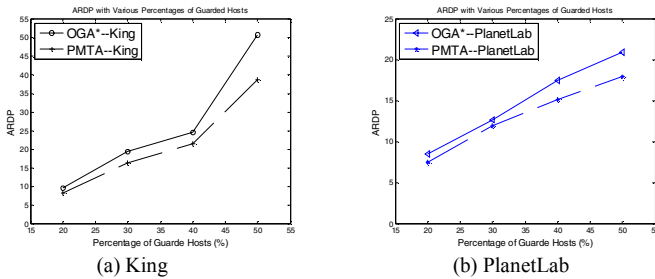 ARDP with Various Percentages of Guarded Hosts
55
50
45
40
35
30
25
20
15
10
5
0
ARDP
OGA*--King
PMTA--King
15 20 25 30 35 40 45 50 55
Percentage of Guarde Hosts (%)
(a) King
ARDP with Various Percentages of Guarded Hosts
25
20
15
10
5
0
ARDP
OGA*--PlanetLab
PMTA--PlanetLab
15 20 25 30 35 40 45 50 55
Percentage of Guarde Hosts (%)
(b) PlanetLab